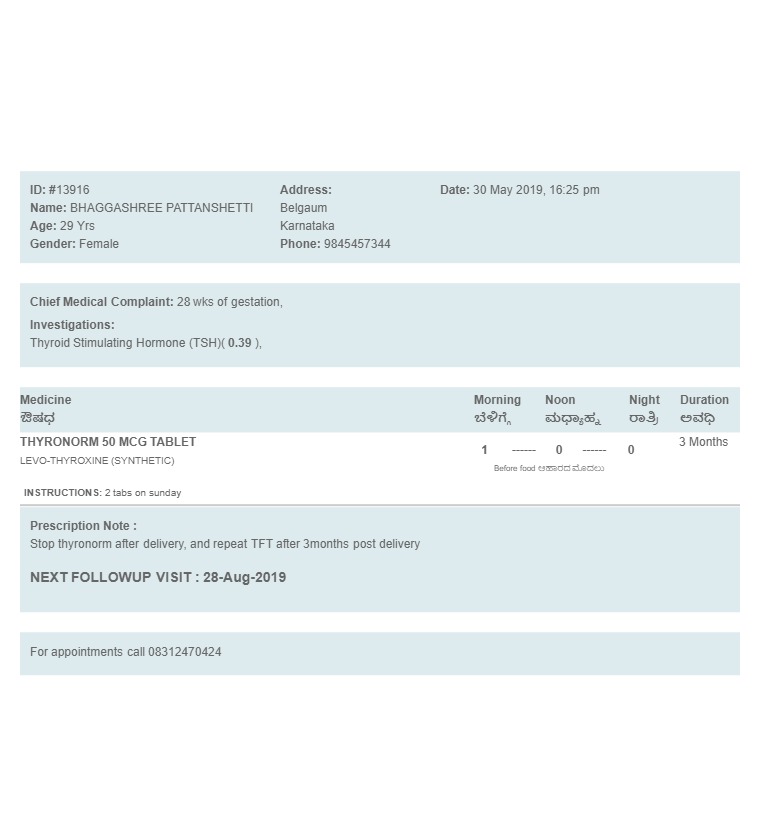 ID: #13916
Name: BHAGGASHREE PATTANSHETTI
Age: 29 Yrs
Gender: Female
Address:
Belgaum
Karnataka
Phone: 9845457344
Date: 30 May 2019, 16:25 pm
Chief Medical Complaint: 28 wks of gestation,
Investigations:
Thyroid Stimulating Hormone (TSH)( 0.39 ),
Medicine Morning Noon Night Duration
ಔಷಧ ಬೆಳಿಗ್ಗೆ ಮಧ್ಯಾಹ್ನ ರಾತ್ರಿ ಅವಧಿ
THYRONORM 50 MCG TABLET 3 Months
1 ------ 0 ------ 0
LEVO-THYROXINE (SYNTHETIC)
Before food ಆಹಾರದ ಮೊದಲು
INSTRUCTIONS: 2 tabs on sunday
Prescription Note :
Stop thyronorm after delivery, and repeat TFT after 3months post delivery
NEXT FOLLOWUP VISIT : 28-Aug-2019
For appointments call 08312470424